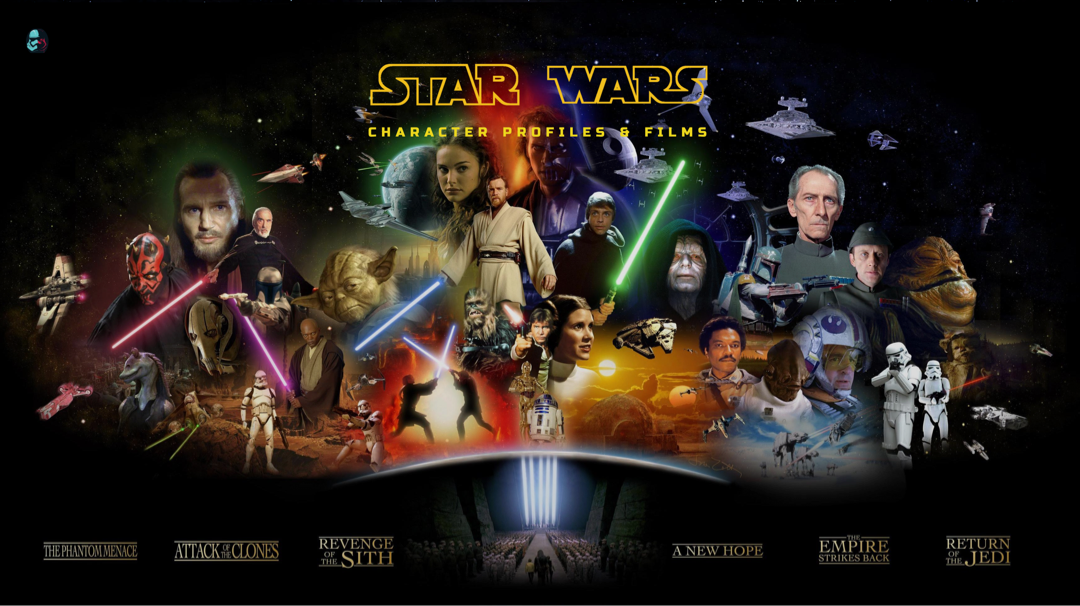 STAR WARS
CHARACTER PROFILES & FILMS
THE PHANTOM MENACE
ATTACK OF THE CLONES
REVENGE
OF THE SITH
A NEW HOPE
THE
EMPIRE
STRIKES BACK
RETURN
OF THE JEDI